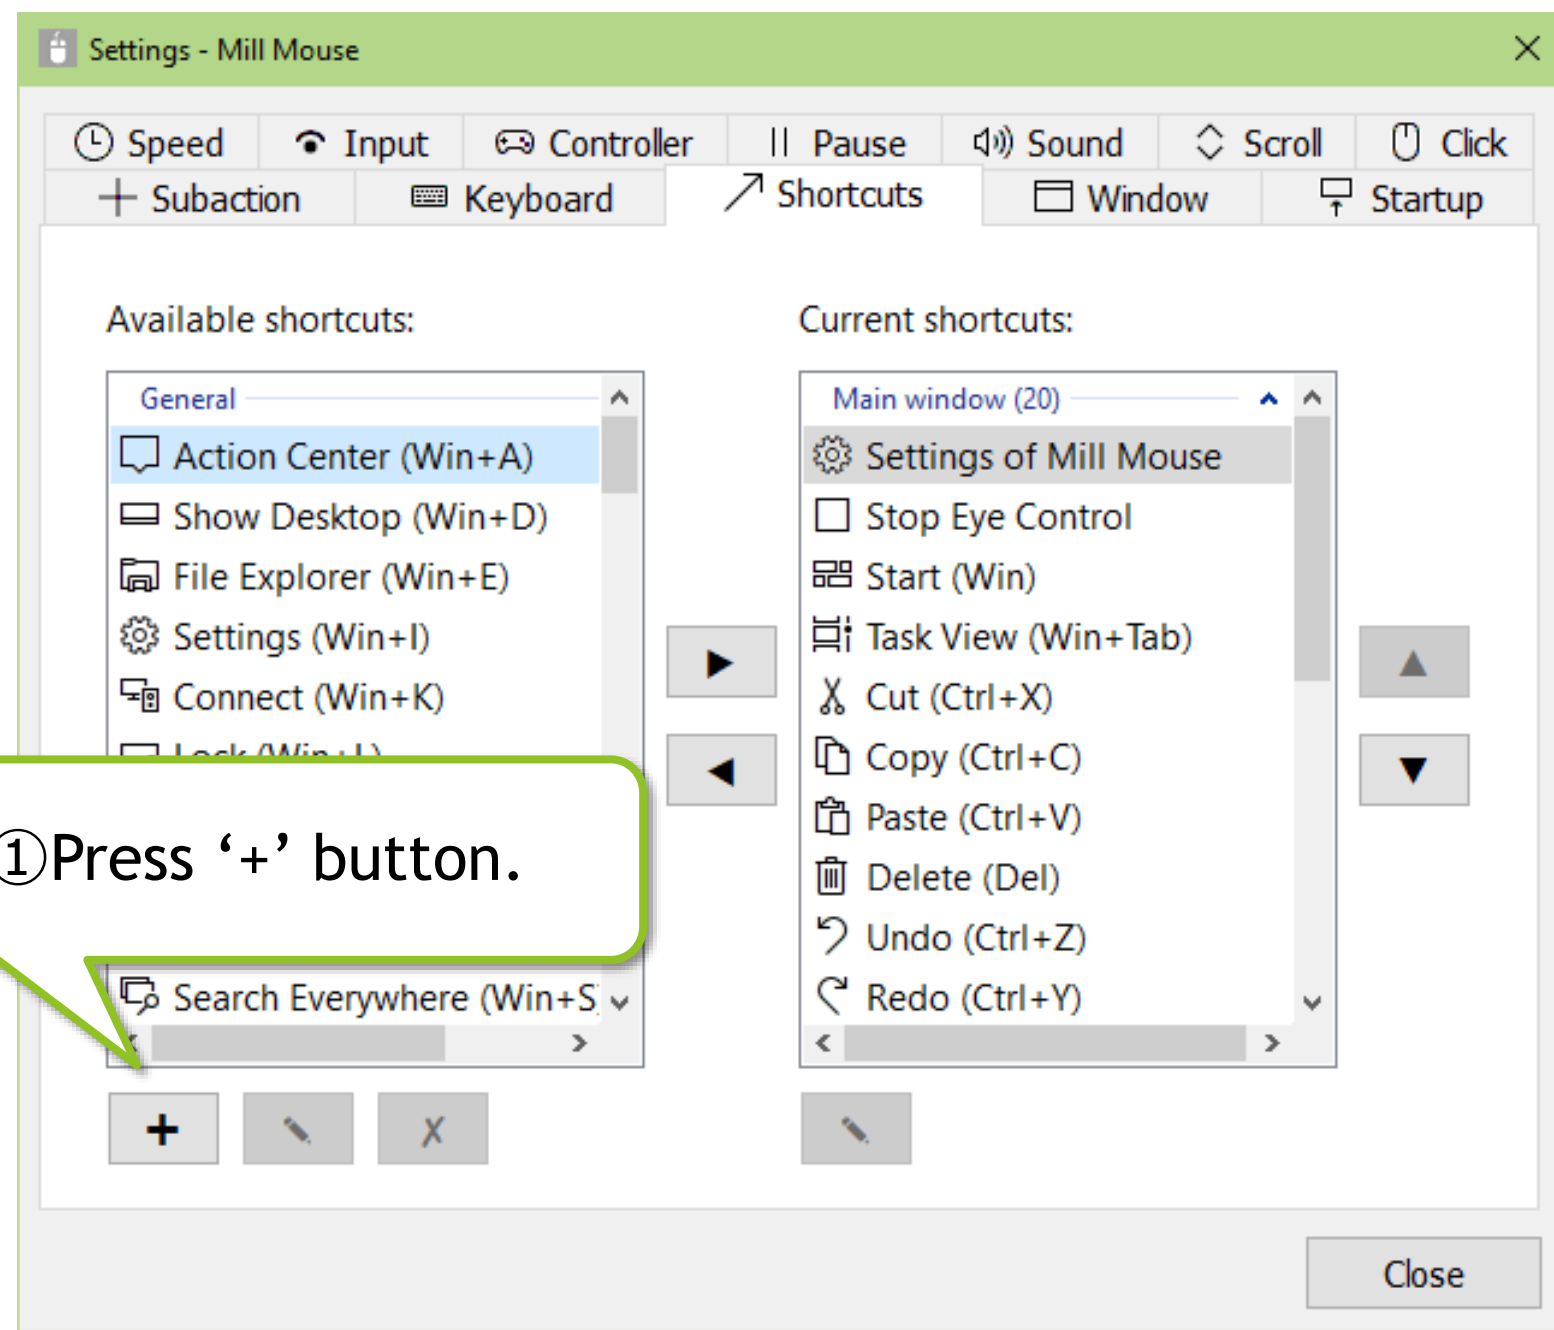 Settings - Mill Mouse
Speed Input Controller Pause Sound Scroll Click
Subaction Keyboard Shortcuts Window Startup
Available shortcuts:
General
Action Center (Win+A)
Show Desktop (Win+D)
File Explorer (Win+E)
Settings (Win+I)
Connect (Win+K)
Lock (Win+L)
①Press ‘+’ button.
Search Everywhere (Win+S)
Current shortcuts:
Main window (20)
Settings of Mill Mouse
Stop Eye Control
Start (Win)
Task View (Win+Tab)
Cut (Ctrl+X)
Copy (Ctrl+C)
Paste (Ctrl+V)
Delete (Del)
Undo (Ctrl+Z)
Redo (Ctrl+Y)
Close